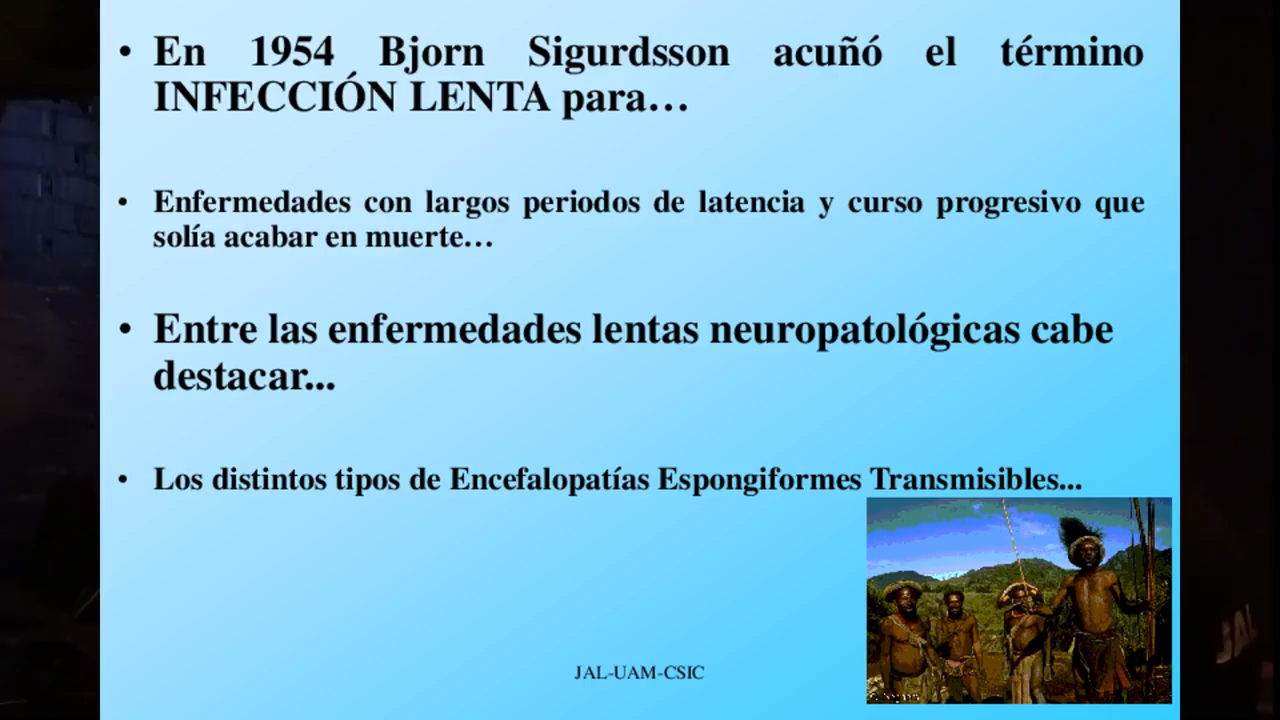 • En 1954 Bjorn Sigurdsson acuñó el término
INFECCIÓN LENTA para…
• Enfermedades con largos periodos de latencia y curso progresivo que
solía acabar en muerte…
• Entre las enfermedades lentas neuropatológicas cabe
destacar...
• Los distintos tipos de Encefalopatías Espongiformes Transmisibles...
JAL-UAM-CSIC
JAL